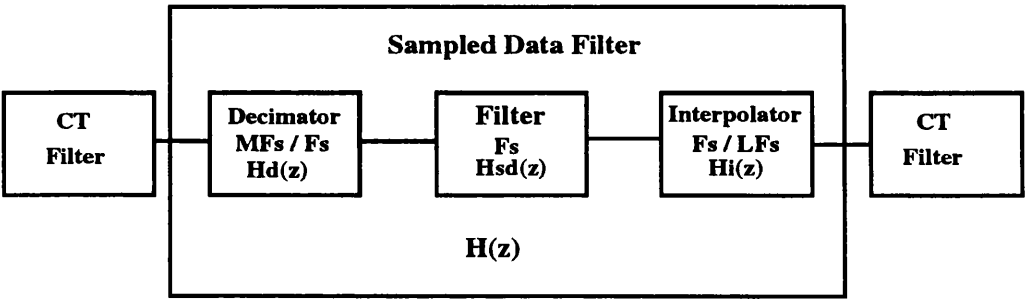 Sampled Data Filter
CT
Filter
Decimator
MFs / Fs
Hd(z)
Filter
Fs
Hsd(z)
Interpolator
Fs / LFs
Hi(z)
CT
Filter
H(z)